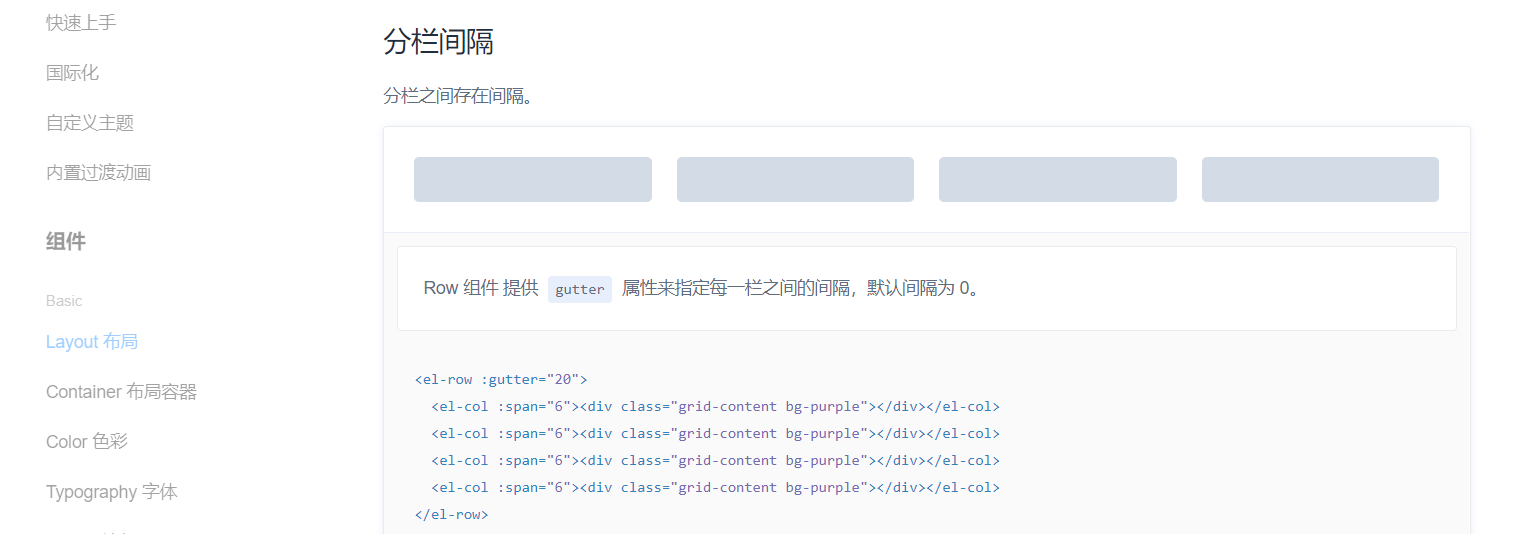 快速上手
国际化
自定义主题
内置过渡动画
组件
Basic
Layout 布局
Container 布局容器
Color 色彩
Typography 字体
分栏间隔
分栏之间存在间隔。
Row 组件 提供 gutter 属性来指定每一栏之间的间隔，默认间隔为 0。
<el-row :gutter="20">
  <el-col :span="6"><div class="grid-content bg-purple"></div></el-col>
  <el-col :span="6"><div class="grid-content bg-purple"></div></el-col>
  <el-col :span="6"><div class="grid-content bg-purple"></div></el-col>
  <el-col :span="6"><div class="grid-content bg-purple"></div></el-col>
</el-row>